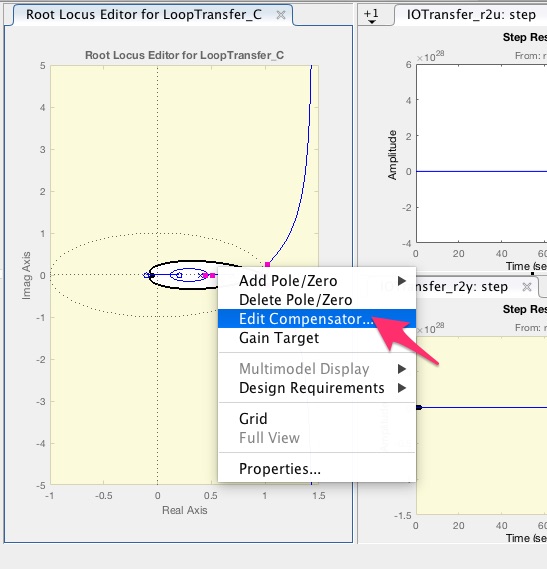 Root Locus Editor for LoopTransfer_C
+1
IOTransfer_r2u: step
Root Locus Editor for LoopTransfer_C
5
4
3
2
1
0
-1
-2
-3
-4
-5
Imag Axis
-1
-0.5
0
0.5
1
1.5
Real Axis
Step Res
From: r
×10^28
6
4
2
0
-2
-4
Amplitude
0
20
40
60
Time (se
Add Pole/Zero
Delete Pole/Zero
Edit Compensator...
Gain Target
Multimodel Display
Design Requirements
Grid
Full View
Properties...
ansfer_r2y: step
Step Res
From: r
28
-1.5
0
20
40
60
Time (se